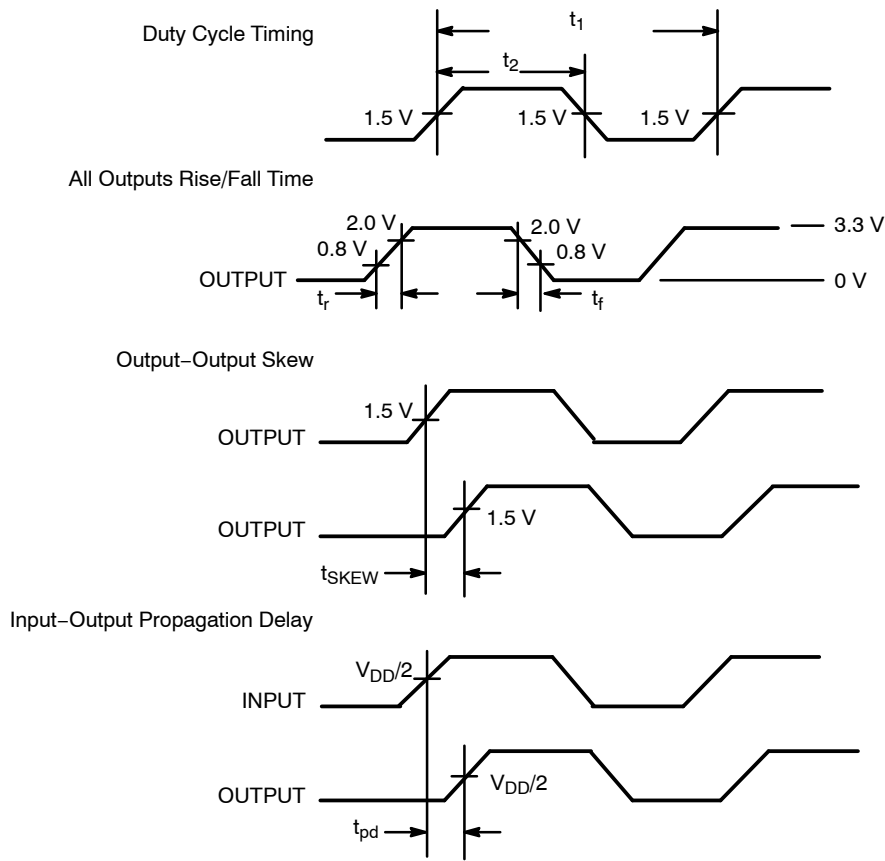 Duty Cycle Timing
t1
t2
1.5 V 1.5 V 1.5 V
All Outputs Rise/Fall Time
2.0 V 2.0 V 3.3 V
0.8 V 0.8 V
OUTPUT 0 V
tr tf
Output−Output Skew
1.5 V
OUTPUT
OUTPUT 1.5 V
tSKEW
Input−Output Propagation Delay
VDD/2
INPUT
OUTPUT VDD/2
tpd